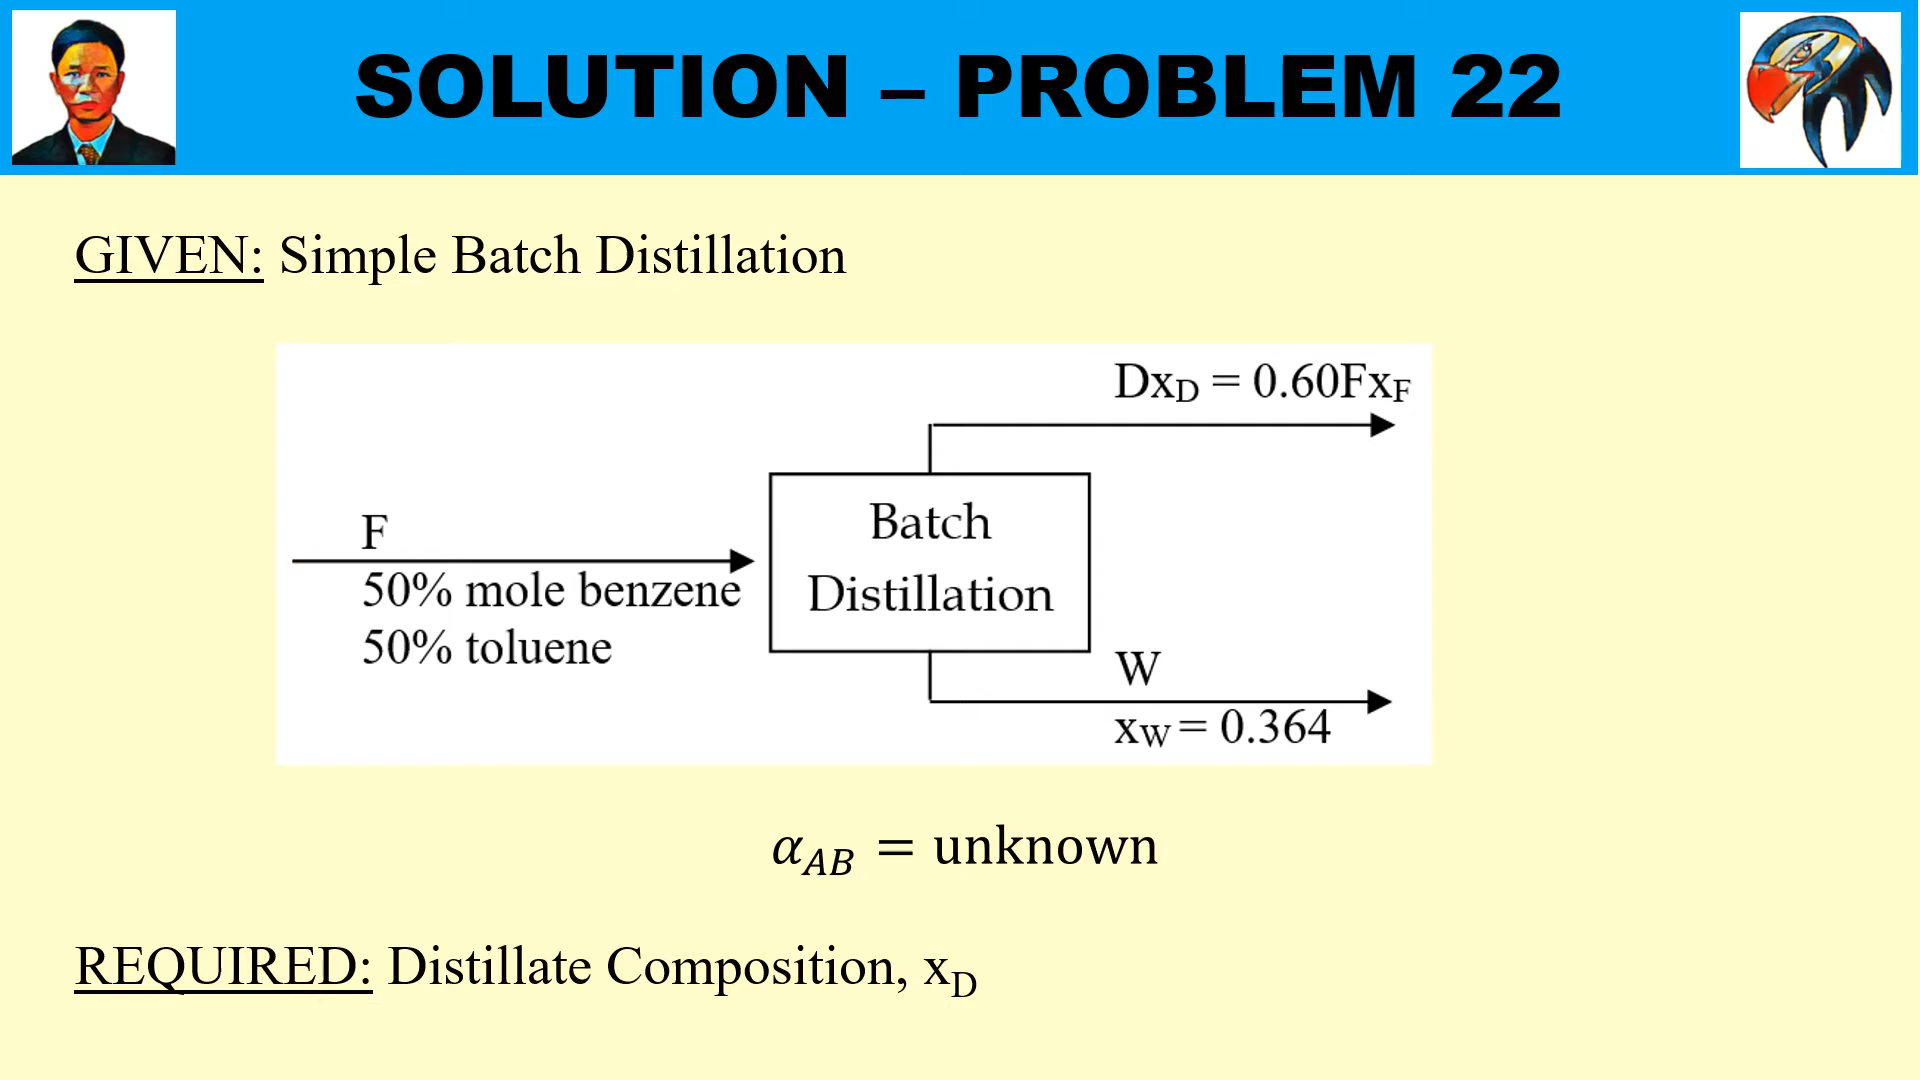 SOLUTION – PROBLEM 22
GIVEN: Simple Batch Distillation
DxD = 0.60FxF
F
50% mole benzene
50% toluene
Batch
Distillation
W
xW = 0.364
αAB = unknown
REQUIRED: Distillate Composition, xD